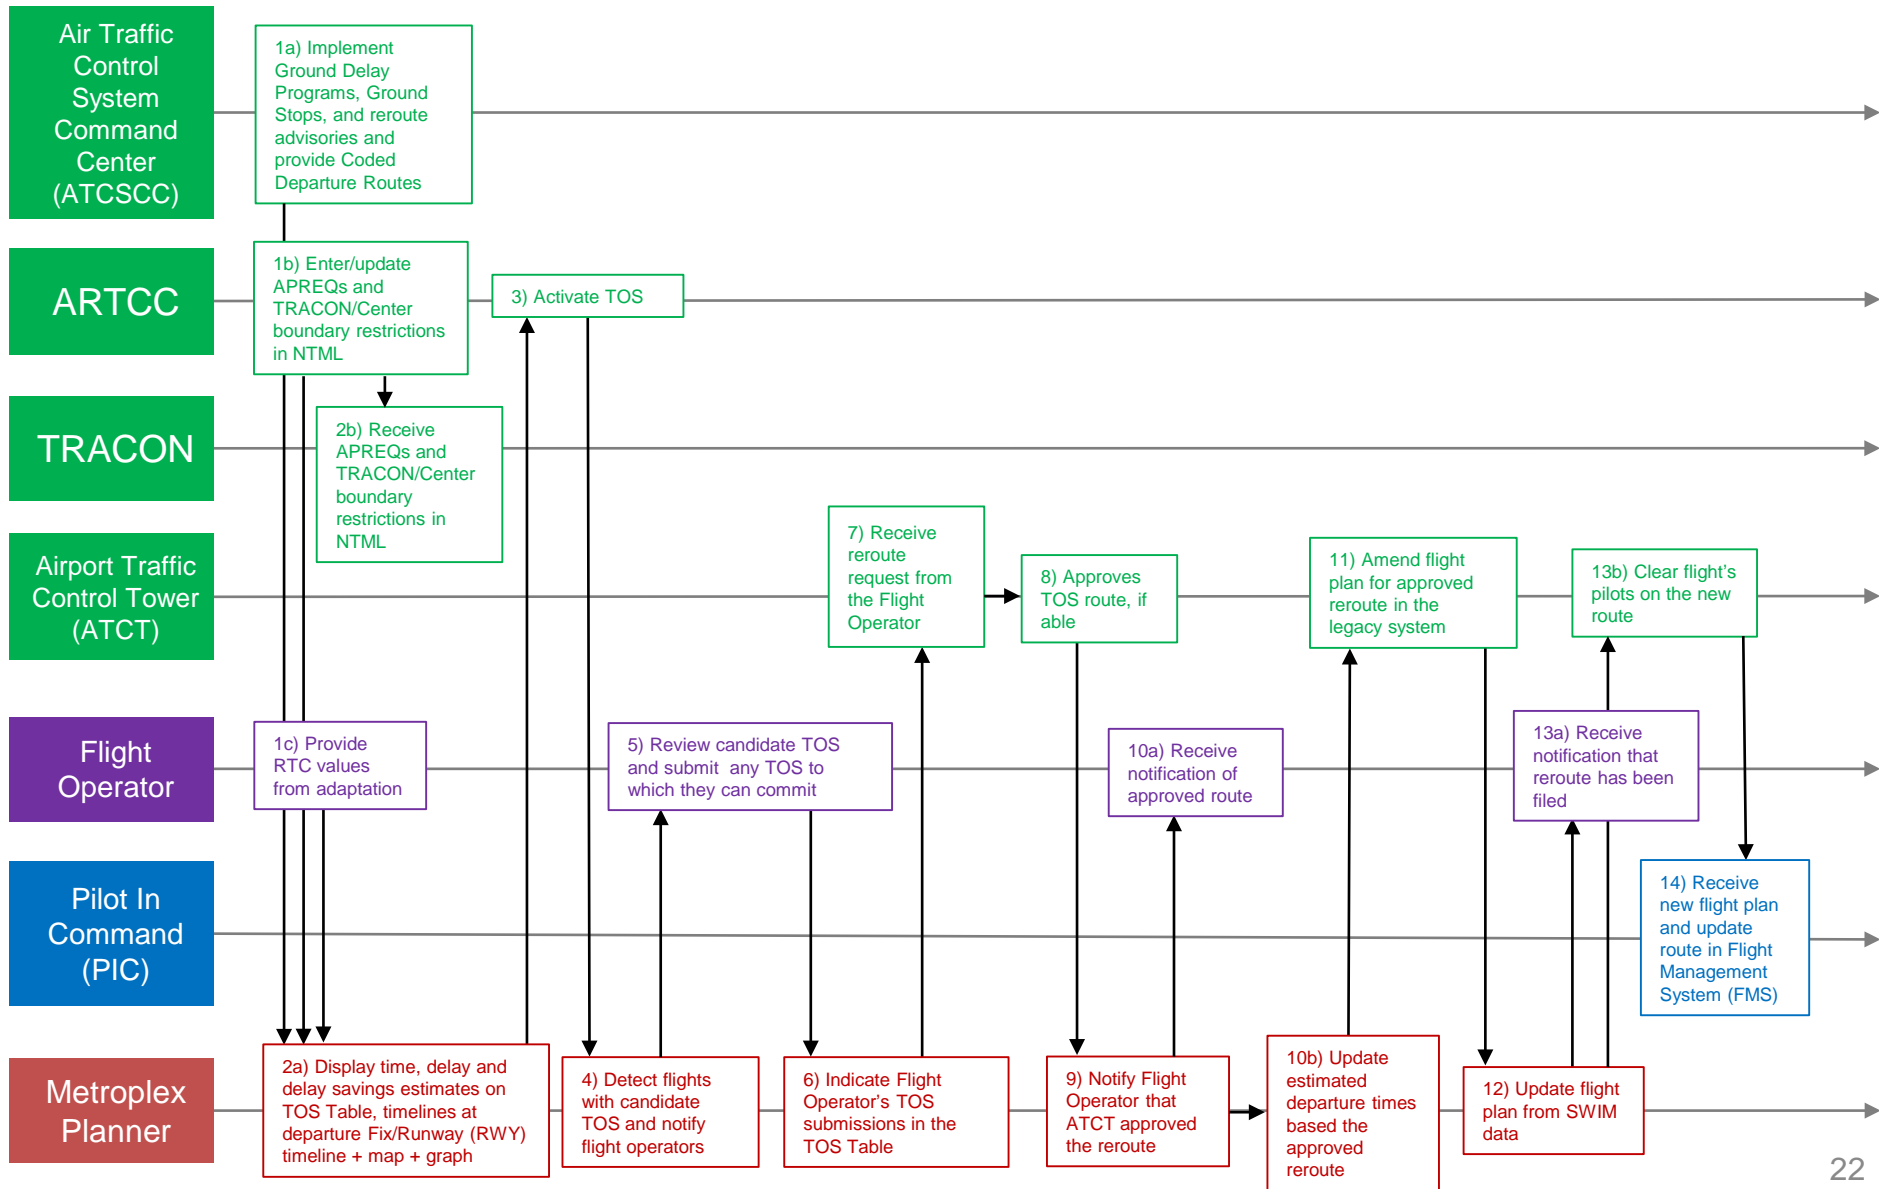 Air Traffic
Control
System
Command
Center
(ATCSCC)
1a) Implement
Ground Delay
Programs, Ground
Stops, and reroute
advisories and
provide Coded
Departure Routes
ARTCC
1b) Enter/update
APREQs and
TRACON/Center
boundary restrictions
in NTML
3) Activate TOS
TRACON
2b) Receive
APREQs and
TRACON/Center
boundary
restrictions in
NTML
Airport Traffic
Control Tower
(ATCT)
7) Receive
reroute
request from
the Flight
Operator
8) Approves
TOS route, if
able
11) Amend flight
plan for approved
reroute in the
legacy system
13b) Clear flight's
pilots on the new
route
Flight
Operator
1c) Provide
RTC values
from adaptation
5) Review candidate TOS
and submit any TOS to
which they can commit
10a) Receive
notification of
approved route
13a) Receive
notification that
reroute has been
filed
Pilot In
Command
(PIC)
14) Receive
new flight plan
and update
route in Flight
Management
System (FMS)
Metroplex
Planner
2a) Display time, delay and
delay savings estimates on
TOS Table, timelines at
departure Fix/Runway (RWY)
timeline + map + graph
4) Detect flights
with candidate
TOS and notify
flight operators
6) Indicate Flight
Operator's TOS
submissions in the
TOS Table
9) Notify Flight
Operator that
ATCT approved
the reroute
10b) Update
estimated
departure times
based the
approved
reroute
12) Update flight
plan from SWIM
data
22